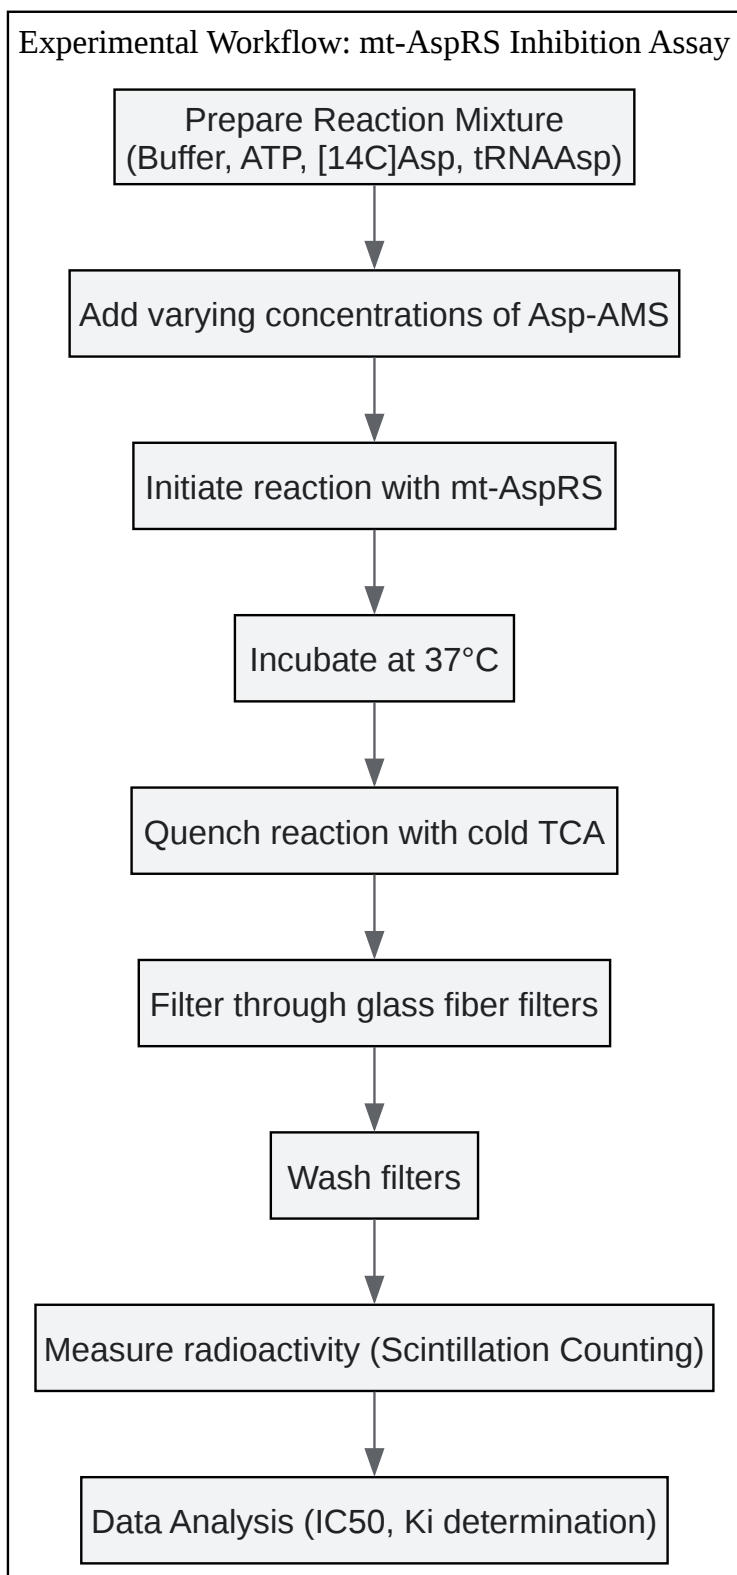 Experimental Workflow: mt-AspRS Inhibition Assay
Prepare Reaction Mixture
(Buffer, ATP, [14C]Asp, tRNAAsp)
Add varying concentrations of Asp-AMS
Initiate reaction with mt-AspRS
Incubate at 37°C
Quench reaction with cold TCA
Filter through glass fiber filters
Wash filters
Measure radioactivity (Scintillation Counting)
Data Analysis (IC50, Ki determination)